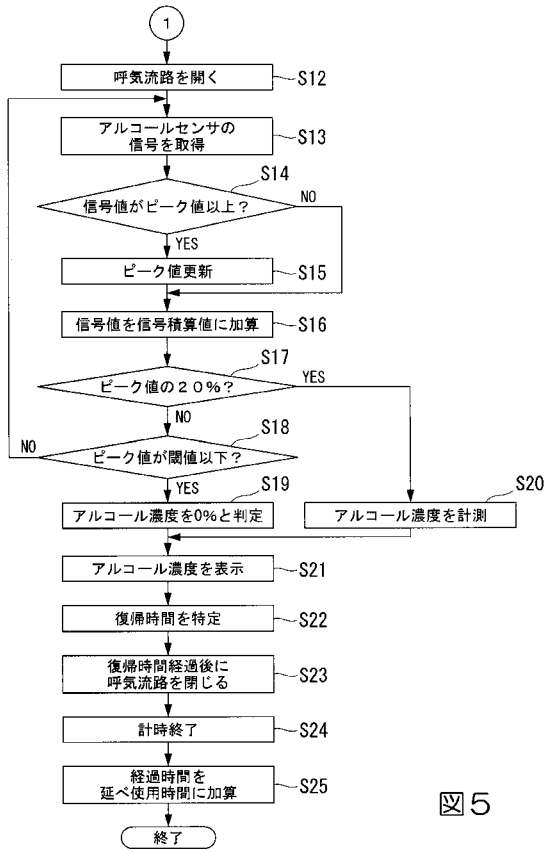 1
呼気流路を開く
S12
アルコールセンサの
信号を取得
S13
S14
信号値がピーク値以上?
NO
YES
ピーク値更新
S15
信号値を信号積算値に加算
S16
S17
ピーク値の20%?
YES
NO
S18
NO
ピーク値が閾値以下?
YES
S19
アルコール濃度を0%と判定
S20
アルコール濃度を計測
アルコール濃度を表示
S21
復帰時間を特定
S22
復帰時間経過後に
呼気流路を閉じる
S23
計時終了
S24
経過時間を
延べ使用時間に加算
S25
終了
図5